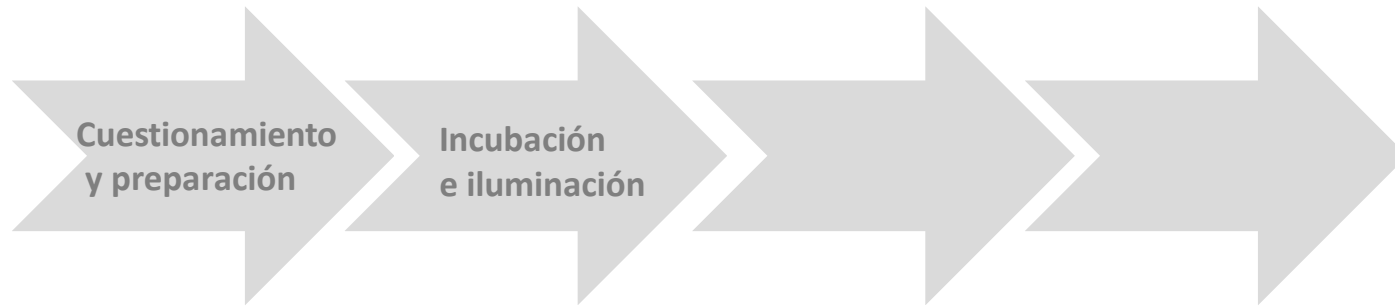 Cuestionamiento
y preparación
Incubación
e iluminación